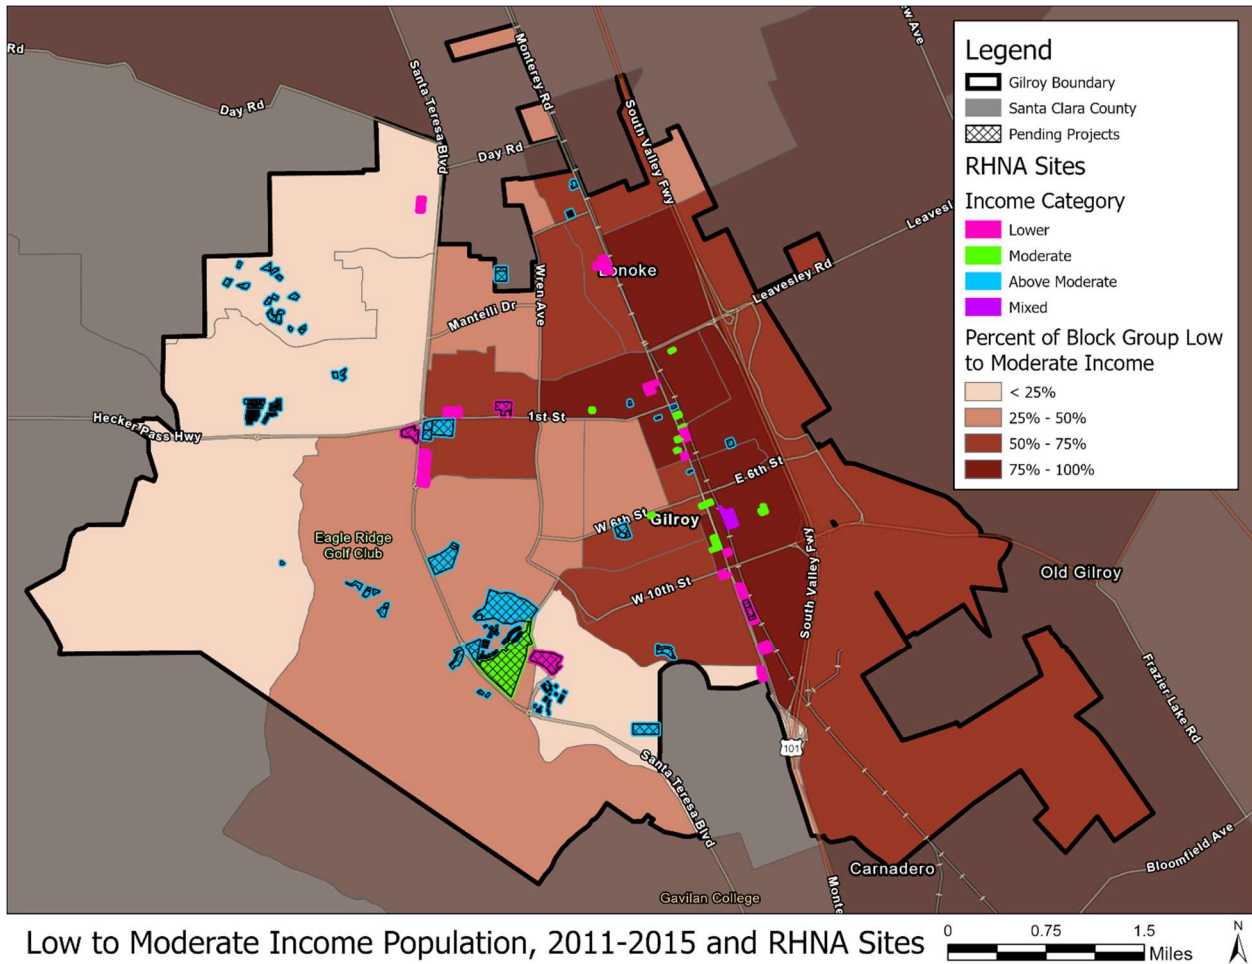 Rd
Day Rd
Santa Teresa Blvd
Monterey Rd
Day Rd
South Valley Fwy
ew Ave
Leavesl
Legend
Gilroy Boundary
Santa Clara County
Pending Projects
RHNA Sites
Income Category
Lower
Moderate
Above Moderate
Mixed
Percent of Block Group Low
to Moderate Income
< 25%
25% - 50%
50% - 75%
75% - 100%
Lonoke
Leavesley Rd
Wren Ave
Mantelli Dr
Hecker Pass Hwy
1st St
E 6th St
W 6th St
Gilroy
Eagle Ridge
Golf Club
W 10th St
South Valley Fwy
Old Gilroy
Frazier Lake Rd
101
Santa Teresa Blvd
Bloomfield Ave
Carnadero
Gavilan College
Monte
Low to Moderate Income Population, 2011-2015 and RHNA Sites
0 0.75 1.5
Miles
N